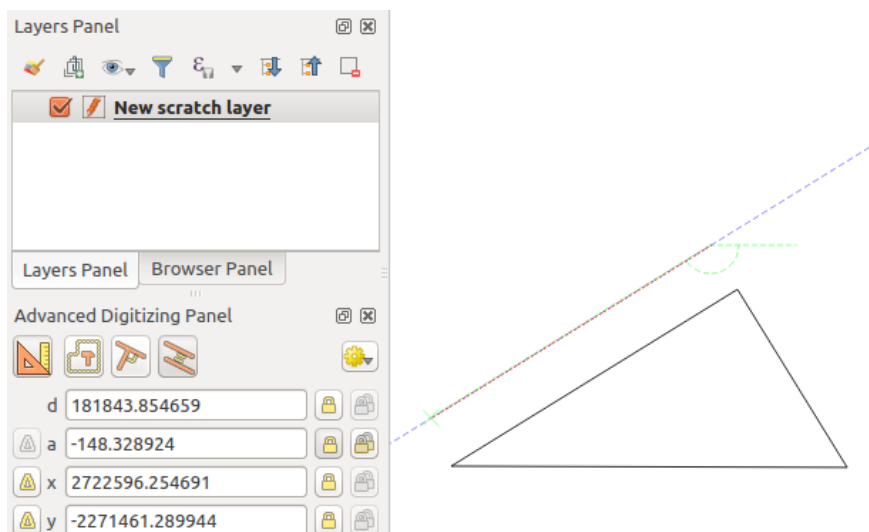 Layers Panel
New scratch layer
Layers Panel
Browser Panel
Advanced Digitizing Panel
d 181843.854659
a -148.328924
x 2722596.254691
y -2271461.289944